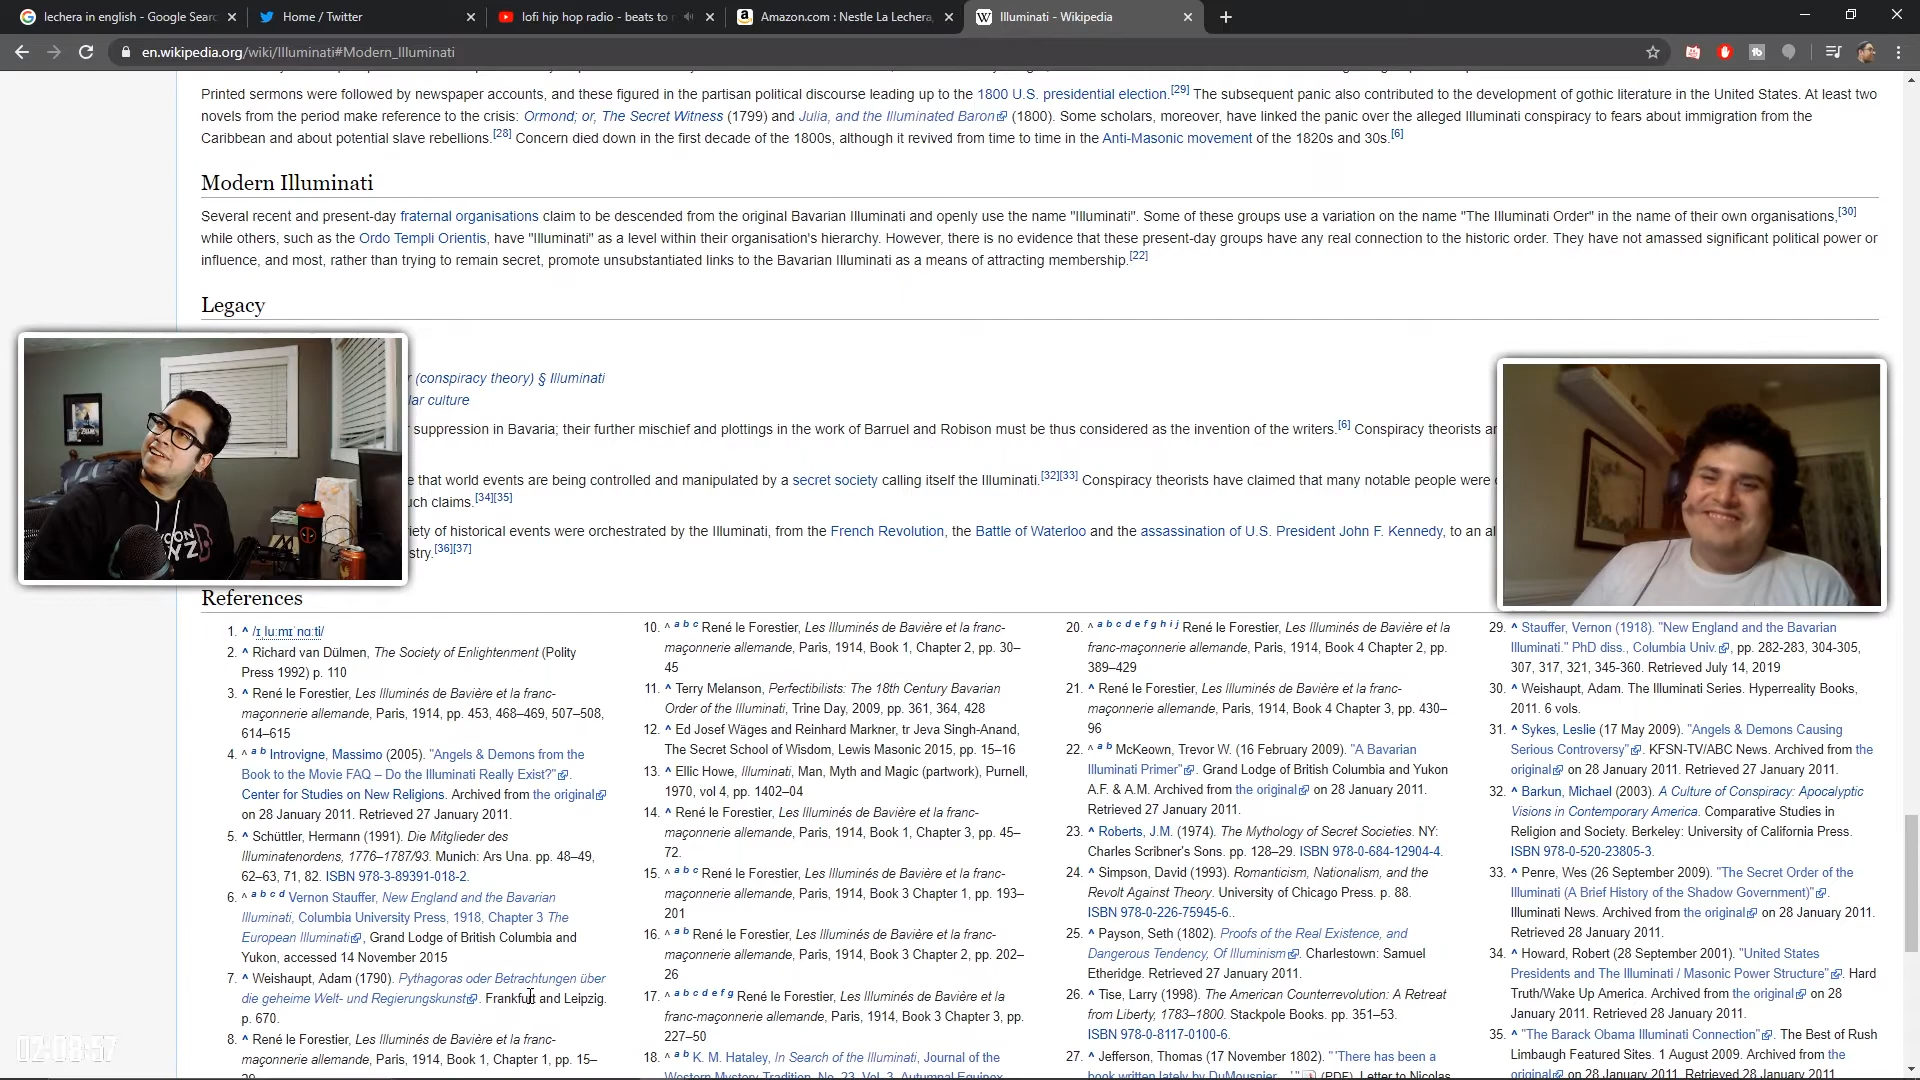 lechera in english - Google Sear
Home / Twitter
lofi hip hop radio - beats to r
Amazon.com : Nestle La Lechera,
Illuminati - Wikipedia
en.wikipedia.org/wiki/Illuminati#Modern_Illuminati
Printed sermons were followed by newspaper accounts, and these figured in the partisan political discourse leading up to the 1800 U.S. presidential election.[29] The subsequent panic also contributed to the development of gothic literature in the United States. At least two
novels from the period make reference to the crisis: Ormond; or, The Secret Witness (1799) and Julia, and the Illuminated Baron (1800). Some scholars, moreover, have linked the panic over the alleged Illuminati conspiracy to fears about immigration from the
Caribbean and about potential slave rebellions.[28] Concern died down in the first decade of the 1800s, although it revived from time to time in the Anti-Masonic movement of the 1820s and 30s.[6]
Modern Illuminati
Several recent and present-day fraternal organisations claim to be descended from the original Bavarian Illuminati and openly use the name "Illuminati". Some of these groups use a variation on the name "The Illuminati Order" in the name of their own organisations,[30]
while others, such as the Ordo Templi Orientis, have "Illuminati" as a level within their organisation's hierarchy. However, there is no evidence that these present-day groups have any real connection to the historic order. They have not amassed significant political power or
influence, and most, rather than trying to remain secret, promote unsubstantiated links to the Bavarian Illuminati as a means of attracting membership.[22]
Legacy
r (conspiracy theory) § Illuminati
lar culture
suppression in Bavaria; their further mischief and plottings in the work of Barruel and Robison must be thus considered as the invention of the writers.[6] Conspiracy theorists ar
e that world events are being controlled and manipulated by a secret society calling itself the Illuminati.[32][33] Conspiracy theorists have claimed that many notable people were
uch claims.[34][35]
iety of historical events were orchestrated by the Illuminati, from the French Revolution, the Battle of Waterloo and the assassination of U.S. President John F. Kennedy, to an al
stry.[36][37]
References
1. ^ /ɪˌluːmɪˈnɑːti/
2. ^ Richard van Dülmen, The Society of Enlightenment (Polity
Press 1992) p. 110
3. ^ René le Forestier, Les Illuminés de Bavière et la franc-
maçonnerie allemande, Paris, 1914, pp. 453, 468–469, 507–508,
614–615
4. ^ a b Introvigne, Massimo (2005). "Angels & Demons from the
Book to the Movie FAQ – Do the Illuminati Really Exist?".
Center for Studies on New Religions. Archived from the original
on 28 January 2011. Retrieved 27 January 2011.
5. ^ Schüttler, Hermann (1991). Die Mitglieder des
Illuminatenordens, 1776–1787/93. Munich: Ars Una. pp. 48–49,
62–63, 71, 82. ISBN 978-3-89391-018-2.
6. ^ a b c d Vernon Stauffer, New England and the Bavarian
Illuminati, Columbia University Press, 1918, Chapter 3 The
European Illuminati, Grand Lodge of British Columbia and
Yukon, accessed 14 November 2015
7. ^ Weishaupt, Adam (1790). Pythagoras oder Betrachtungen über
die geheime Welt- und Regierungskunst. Frankfurt and Leipzig.
p. 670.
8. ^ René le Forestier, Les Illuminés de Bavière et la franc-
maçonnerie allemande, Paris, 1914, Book 1, Chapter 1, pp. 15–
29
10. ^ a b c René le Forestier, Les Illuminés de Bavière et la franc-
maçonnerie allemande, Paris, 1914, Book 1, Chapter 2, pp. 30–
45
11. ^ Terry Melanson, Perfectibilists: The 18th Century Bavarian
Order of the Illuminati, Trine Day, 2009, pp. 361, 364, 428
12. ^ Ed Josef Wäges and Reinhard Markner, tr Jeva Singh-Anand,
The Secret School of Wisdom, Lewis Masonic 2015, pp. 15–16
13. ^ Ellic Howe, Illuminati, Man, Myth and Magic (partwork), Purnell,
1970, vol 4, pp. 1402–04
14. ^ René le Forestier, Les Illuminés de Bavière et la franc-
maçonnerie allemande, Paris, 1914, Book 1, Chapter 3, pp. 45–
72.
15. ^ a b c René le Forestier, Les Illuminés de Bavière et la franc-
maçonnerie allemande, Paris, 1914, Book 3 Chapter 1, pp. 193–
201
16. ^ a b René le Forestier, Les Illuminés de Bavière et la franc-
maçonnerie allemande, Paris, 1914, Book 3 Chapter 2, pp. 202–
26
17. ^ a b c d e f g René le Forestier, Les Illuminés de Bavière et la
franc-maçonnerie allemande, Paris, 1914, Book 3 Chapter 3, pp.
227–50
18. ^ a b K. M. Hataley, In Search of the Illuminati, Journal of the
Western Mystery Tradition, No. 23, Vol. 3. Autumnal Equinox
20. ^ a b c d e f g h i j René le Forestier, Les Illuminés de Bavière et la
franc-maçonnerie allemande, Paris, 1914, Book 4 Chapter 2, pp.
389–429
21. ^ René le Forestier, Les Illuminés de Bavière et la franc-
maçonnerie allemande, Paris, 1914, Book 4 Chapter 3, pp. 430–
96
22. ^ a b McKeown, Trevor W. (16 February 2009). "A Bavarian
Illuminati Primer". Grand Lodge of British Columbia and Yukon
A.F. & A.M. Archived from the original on 28 January 2011.
Retrieved 27 January 2011.
23. ^ Roberts, J.M. (1974). The Mythology of Secret Societies. NY:
Charles Scribner's Sons. pp. 128–29. ISBN 978-0-684-12904-4.
24. ^ Simpson, David (1993). Romanticism, Nationalism, and the
Revolt Against Theory. University of Chicago Press. p. 88.
ISBN 978-0-226-75945-6..
25. ^ Payson, Seth (1802). Proofs of the Real Existence, and
Dangerous Tendency, Of Illuminism. Charlestown: Samuel
Etheridge. Retrieved 27 January 2011.
26. ^ Tise, Larry (1998). The American Counterrevolution: A Retreat
from Liberty, 1783–1800. Stackpole Books. pp. 351–53.
ISBN 978-0-8117-0100-6.
27. ^ Jefferson, Thomas (17 November 1802). "'There has been a
book written lately by DuMousnier ..." (PDF). Letter to Nicolas
29. ^ Stauffer, Vernon (1918). "New England and the Bavarian
Illuminati." PhD diss., Columbia Univ., pp. 282-283, 304-305,
307, 317, 321, 345-360. Retrieved July 14, 2019
30. ^ Weishaupt, Adam. The Illuminati Series. Hyperreality Books,
2011. 6 vols.
31. ^ Sykes, Leslie (17 May 2009). "Angels & Demons Causing
Serious Controversy". KFSN-TV/ABC News. Archived from the
original on 28 January 2011. Retrieved 27 January 2011.
32. ^ Barkun, Michael (2003). A Culture of Conspiracy: Apocalyptic
Visions in Contemporary America. Comparative Studies in
Religion and Society. Berkeley: University of California Press.
ISBN 978-0-520-23805-3.
33. ^ Penre, Wes (26 September 2009). "The Secret Order of the
Illuminati (A Brief History of the Shadow Government)".
Illuminati News. Archived from the original on 28 January 2011.
Retrieved 28 January 2011.
34. ^ Howard, Robert (28 September 2001). "United States
Presidents and The Illuminati / Masonic Power Structure". Hard
Truth/Wake Up America. Archived from the original on 28
January 2011. Retrieved 28 January 2011.
35. ^ "The Barack Obama Illuminati Connection". The Best of Rush
Limbaugh Featured Sites. 1 August 2009. Archived from the
original on 28 January 2011. Retrieved 28 January 2011.
02:08:57